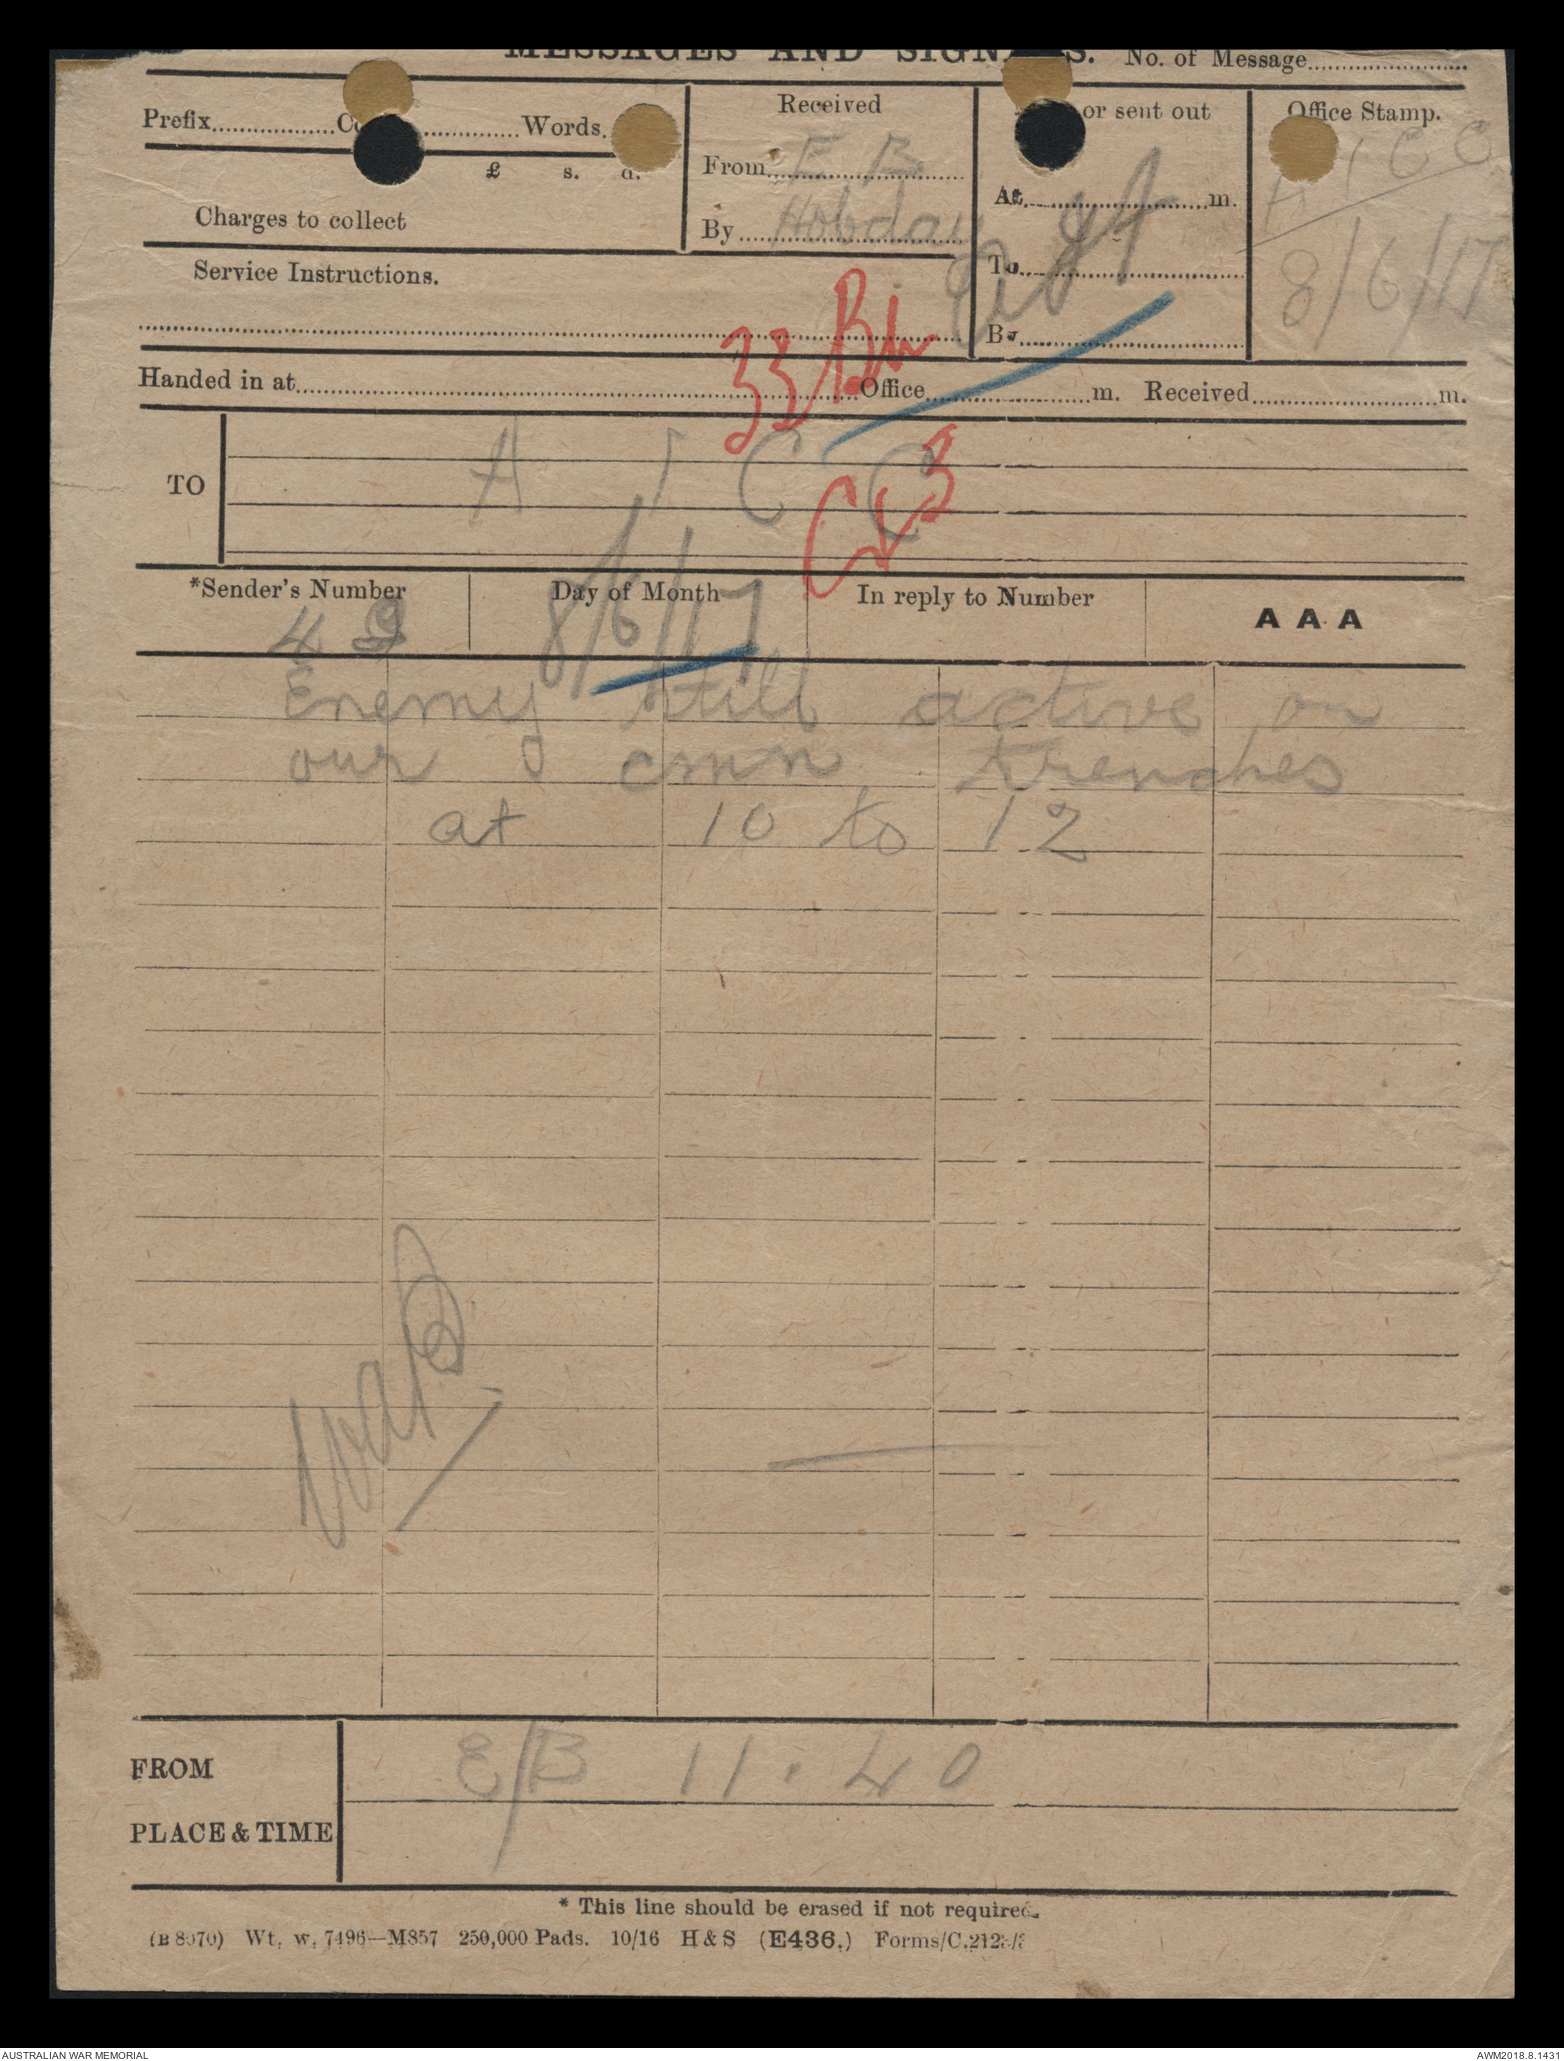 MESSAGES AND SIGNALS. No. of Message
Prefix Words.
£ s. d.
Charges to collect
Service Instructions.
Received
From E B
By Hobday
or sent out
At m.
To
By
Office Stamp.
A 1 C C
8/6/17
33 Bn
Handed in at Office m. Received m.
TO
A 1 C C
*Sender's Number Day of Month In reply to Number AAA
49 8/6/17
Enemy still active on
our cmn trenches
at 10 to 12
FROM E/B 11.40
PLACE & TIME
* This line should be erased if not required.
(B 8070) Wt. w. 7496—M857 250,000 Pads. 10/16 H & S (E436.) Forms/C.2123/3
AUSTRALIAN WAR MEMORIAL AWM2018.8.1431